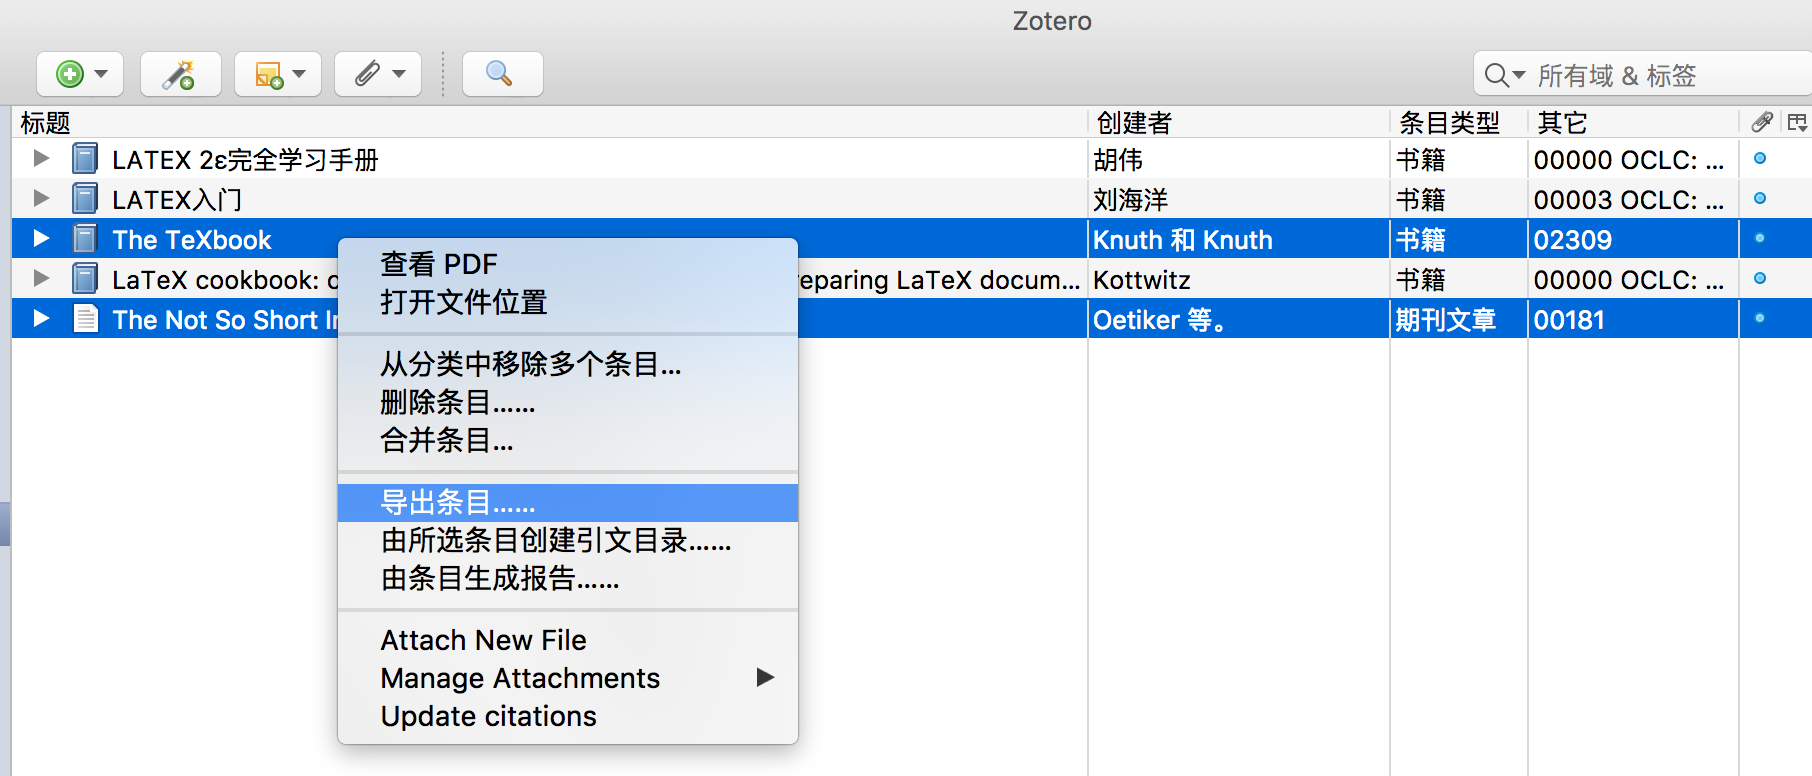 Zotero
所有域 & 标签
标题 创建者 条目类型 其它
LATEX 2ε完全学习手册 胡伟 书籍 00000 OCLC: ...
LATEX入门 刘海洋 书籍 00003 OCLC: ...
The TeXbook Knuth 和 Knuth 书籍 02309
LaTeX cookbook: reparing LaTeX docum... Kottwitz 书籍 00000 OCLC: ...
The Not So Short Oetiker 等。 期刊文章 00181
查看 PDF
打开文件位置
从分类中移除多个条目...
删除条目......
合并条目...
导出条目......
由所选条目创建引文目录......
由条目生成报告......
Attach New File
Manage Attachments
Update citations